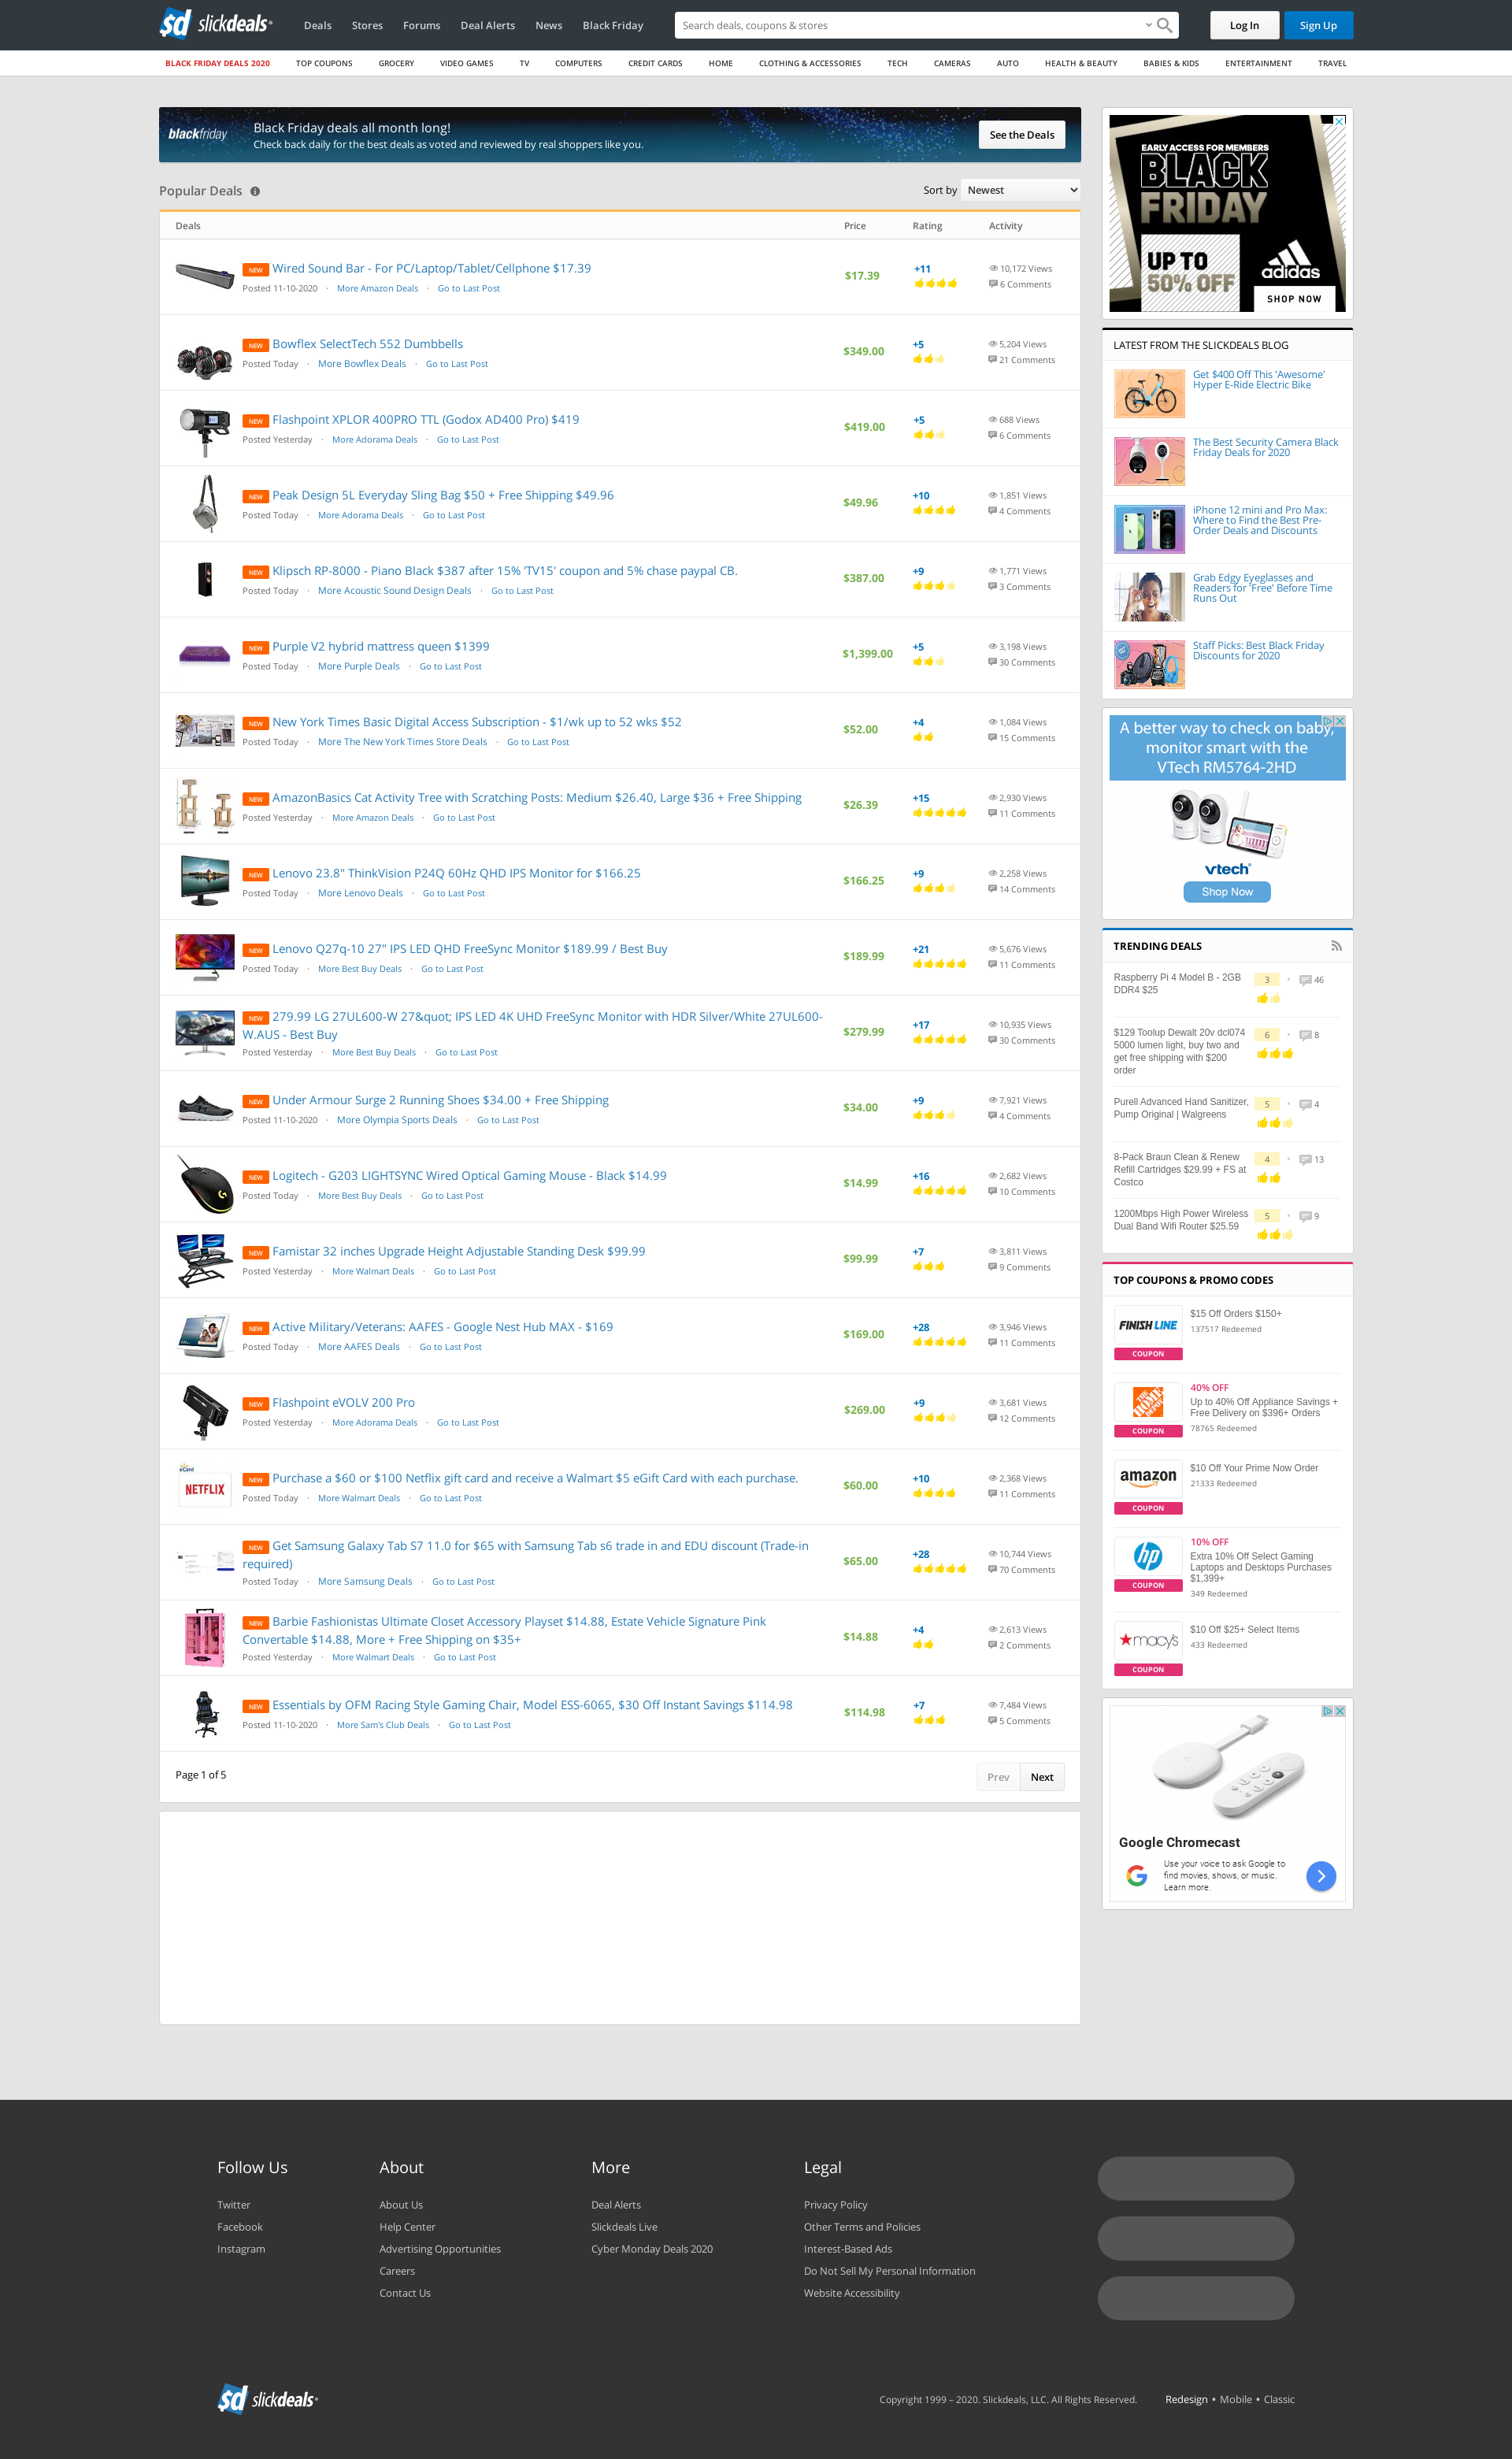 sd slickdeals
Deals Stores Forums Deal Alerts News Black Friday
Search deals, coupons & stores
Log In Sign Up
BLACK FRIDAY DEALS 2020 TOP COUPONS GROCERY VIDEO GAMES TV COMPUTERS CREDIT CARDS HOME CLOTHING & ACCESSORIES TECH CAMERAS AUTO HEALTH & BEAUTY BABIES & KIDS ENTERTAINMENT TRAVEL
blackfriday
Black Friday deals all month long!
Check back daily for the best deals as voted and reviewed by real shoppers like you.
See the Deals
Popular Deals
Sort by Newest
Deals Price Rating Activity
NEW Wired Sound Bar - For PC/Laptop/Tablet/Cellphone $17.39
Posted 11-10-2020 · More Amazon Deals · Go to Last Post
$17.39 +11 10,172 Views
6 Comments
NEW Bowflex SelectTech 552 Dumbbells
Posted Today · More Bowflex Deals · Go to Last Post
$349.00 +5 5,204 Views
21 Comments
NEW Flashpoint XPLOR 400PRO TTL (Godox AD400 Pro) $419
Posted Yesterday · More Adorama Deals · Go to Last Post
$419.00 +5 688 Views
6 Comments
NEW Peak Design 5L Everyday Sling Bag $50 + Free Shipping $49.96
Posted Today · More Adorama Deals · Go to Last Post
$49.96 +10 1,851 Views
4 Comments
NEW Klipsch RP-8000 - Piano Black $387 after 15% 'TV15' coupon and 5% chase paypal CB.
Posted Today · More Acoustic Sound Design Deals · Go to Last Post
$387.00 +9 1,771 Views
3 Comments
NEW Purple V2 hybrid mattress queen $1399
Posted Today · More Purple Deals · Go to Last Post
$1,399.00 +5 3,198 Views
30 Comments
NEW New York Times Basic Digital Access Subscription - $1/wk up to 52 wks $52
Posted Today · More The New York Times Store Deals · Go to Last Post
$52.00 +4 1,084 Views
15 Comments
NEW AmazonBasics Cat Activity Tree with Scratching Posts: Medium $26.40, Large $36 + Free Shipping
Posted Yesterday · More Amazon Deals · Go to Last Post
$26.39 +15 2,930 Views
11 Comments
NEW Lenovo 23.8" ThinkVision P24Q 60Hz QHD IPS Monitor for $166.25
Posted Today · More Lenovo Deals · Go to Last Post
$166.25 +9 2,258 Views
14 Comments
NEW Lenovo Q27q-10 27" IPS LED QHD FreeSync Monitor $189.99 / Best Buy
Posted Today · More Best Buy Deals · Go to Last Post
$189.99 +21 5,676 Views
11 Comments
NEW 279.99 LG 27UL600-W 27&quot; IPS LED 4K UHD FreeSync Monitor with HDR Silver/White 27UL600-
W.AUS - Best Buy
Posted Yesterday · More Best Buy Deals · Go to Last Post
$279.99 +17 10,935 Views
30 Comments
NEW Under Armour Surge 2 Running Shoes $34.00 + Free Shipping
Posted 11-10-2020 · More Olympia Sports Deals · Go to Last Post
$34.00 +9 7,921 Views
4 Comments
NEW Logitech - G203 LIGHTSYNC Wired Optical Gaming Mouse - Black $14.99
Posted Today · More Best Buy Deals · Go to Last Post
$14.99 +16 2,682 Views
10 Comments
NEW Famistar 32 inches Upgrade Height Adjustable Standing Desk $99.99
Posted Yesterday · More Walmart Deals · Go to Last Post
$99.99 +7 3,811 Views
9 Comments
NEW Active Military/Veterans: AAFES - Google Nest Hub MAX - $169
Posted Today · More AAFES Deals · Go to Last Post
$169.00 +28 3,946 Views
11 Comments
NEW Flashpoint eVOLV 200 Pro
Posted Yesterday · More Adorama Deals · Go to Last Post
$269.00 +9 3,681 Views
12 Comments
eCard
NETFLIX
NEW Purchase a $60 or $100 Netflix gift card and receive a Walmart $5 eGift Card with each purchase.
Posted Today · More Walmart Deals · Go to Last Post
$60.00 +10 2,368 Views
11 Comments
NEW Get Samsung Galaxy Tab S7 11.0 for $65 with Samsung Tab s6 trade in and EDU discount (Trade-in
required)
Posted Today · More Samsung Deals · Go to Last Post
$65.00 +28 10,744 Views
70 Comments
NEW Barbie Fashionistas Ultimate Closet Accessory Playset $14.88, Estate Vehicle Signature Pink
Convertable $14.88, More + Free Shipping on $35+
Posted Yesterday · More Walmart Deals · Go to Last Post
$14.88 +4 2,613 Views
2 Comments
NEW Essentials by OFM Racing Style Gaming Chair, Model ESS-6065, $30 Off Instant Savings $114.98
Posted 11-10-2020 · More Sam's Club Deals · Go to Last Post
$114.98 +7 7,484 Views
5 Comments
Page 1 of 5
Prev Next
EARLY ACCESS FOR MEMBERS
BLACK
FRIDAY
UP TO
50% OFF
adidas
SHOP NOW
LATEST FROM THE SLICKDEALS BLOG
Get $400 Off This 'Awesome'
Hyper E-Ride Electric Bike
The Best Security Camera Black
Friday Deals for 2020
iPhone 12 mini and Pro Max:
Where to Find the Best Pre-
Order Deals and Discounts
Grab Edgy Eyeglasses and
Readers for 'Free' Before Time
Runs Out
Staff Picks: Best Black Friday
Discounts for 2020
A better way to check on baby,
monitor smart with the
VTech RM5764-2HD
vtech
Shop Now
TRENDING DEALS
Raspberry Pi 4 Model B - 2GB
DDR4 $25
3 • 46
$129 Toolup Dewalt 20v dcl074
5000 lumen light, buy two and
get free shipping with $200
order
6 • 8
Purell Advanced Hand Sanitizer,
Pump Original | Walgreens
5 • 4
8-Pack Braun Clean & Renew
Refill Cartridges $29.99 + FS at
Costco
4 • 13
1200Mbps High Power Wireless
Dual Band Wifi Router $25.59
5 • 9
TOP COUPONS & PROMO CODES
FINISH LINE
COUPON
$15 Off Orders $150+
137517 Redeemed
THE HOME DEPOT
COUPON
40% OFF
Up to 40% Off Appliance Savings +
Free Delivery on $396+ Orders
78765 Redeemed
amazon
COUPON
$10 Off Your Prime Now Order
21333 Redeemed
hp
COUPON
10% OFF
Extra 10% Off Select Gaming
Laptops and Desktops Purchases
$1,399+
349 Redeemed
macy's
COUPON
$10 Off $25+ Select Items
433 Redeemed
Google Chromecast
Use your voice to ask Google to
find movies, shows, or music.
Learn more.
Follow Us
Twitter
Facebook
Instagram
About
About Us
Help Center
Advertising Opportunities
Careers
Contact Us
More
Deal Alerts
Slickdeals Live
Cyber Monday Deals 2020
Legal
Privacy Policy
Other Terms and Policies
Interest-Based Ads
Do Not Sell My Personal Information
Website Accessibility
sd slickdeals
Copyright 1999 – 2020. Slickdeals, LLC. All Rights Reserved. Redesign • Mobile • Classic